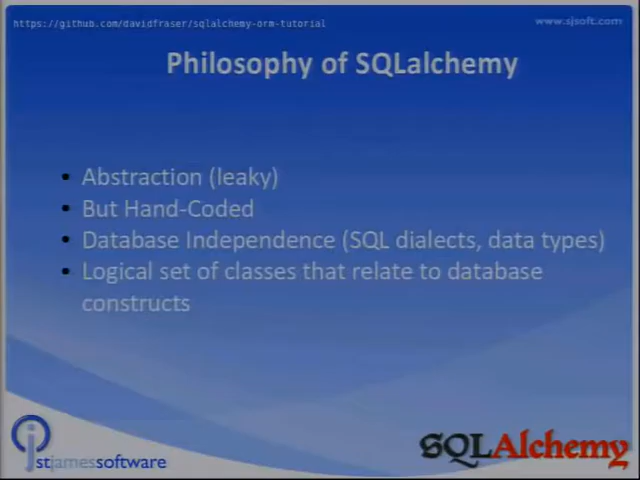 https://github.com/davidfraser/sqlalchemy-orm-tutorial
www.sjsoft.com
Philosophy of SQLalchemy
• Abstraction (leaky)
• But Hand-Coded
• Database Independence (SQL dialects, data types)
• Logical set of classes that relate to database
constructs
stjamessoftware
SQLAlchemy